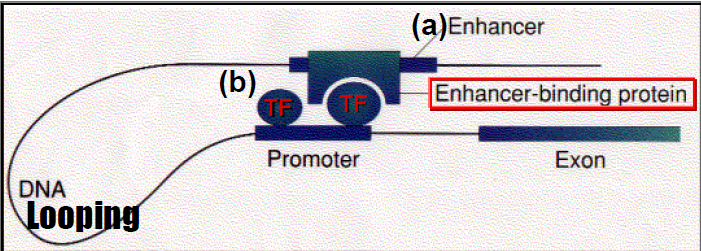 (a) Enhancer
(b)
TF
TF
Enhancer-binding protein
Promoter
Exon
DNA
Looping